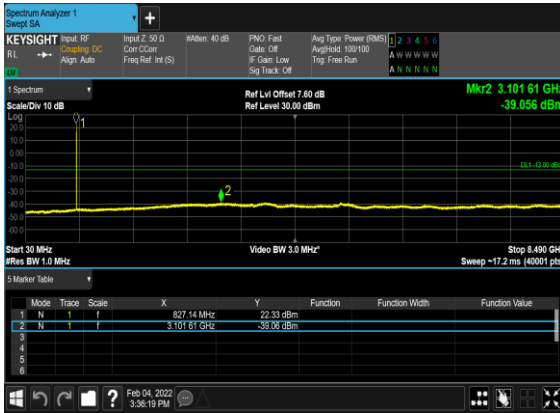 Spectrum Analyzer 1
Swept SA
+
KEYSIGHT Input: RF Input Z: 50 Ω #Atten: 40 dB PNO: Fast Avg Type: Power (RMS) 1 2 3 4 5 6
RL Coupling: DC Corr CCorr Gate: Off Avg|Hold: 100/100 A W W W W W
Align: Auto Freq Ref: Int (S) IF Gain: Low Trig: Free Run
Sig Track: Off A N N N N N
1 Spectrum Ref Lvl Offset 7.60 dB Mkr2 3.101 61 GHz
Scale/Div 10 dB Ref Level 30.00 dBm -39.056 dBm
Log
20.0
10.0
0.00
-10.0
-20.0
-30.0
-40.0
-50.0
-60.0
1
2
DL1 -13.00 dBm
Start 30 MHz Video BW 3.0 MHz* Stop 8.490 GHz
#Res BW 1.0 MHz Sweep ~17.2 ms (40001 pts)
5 Marker Table
Mode Trace Scale X Y Function Function Width Function Value
1 N 1 f 827.14 MHz 22.33 dBm
2 N 1 f 3.101 61 GHz -39.06 dBm
3
4
5
6
? Feb 04, 2022
3:36:19 PM